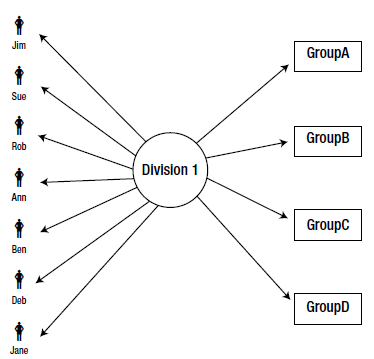 Jim
Sue
Rob
Ann
Ben
Deb
Jane
Division 1
GroupA
GroupB
GroupC
GroupD